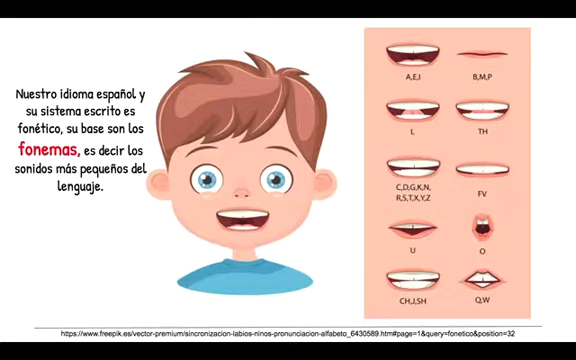 Nuestro idioma español y
su sistema escrito es
fonético, su base son los
fonemas, es decir los
sonidos más pequeños del
lenguaje.
A,E,I
B,M,P
L
TH
C,D,G,K,N,
R,S,T,X,Y,Z
FV
U
O
CH,J,SH
Q,W
https://www.freepik.es/vector-premium/sincronizacion-labios-ninos-pronunciacion-alfabeto_6430589.htm#page=1&query=fonetico&position=32